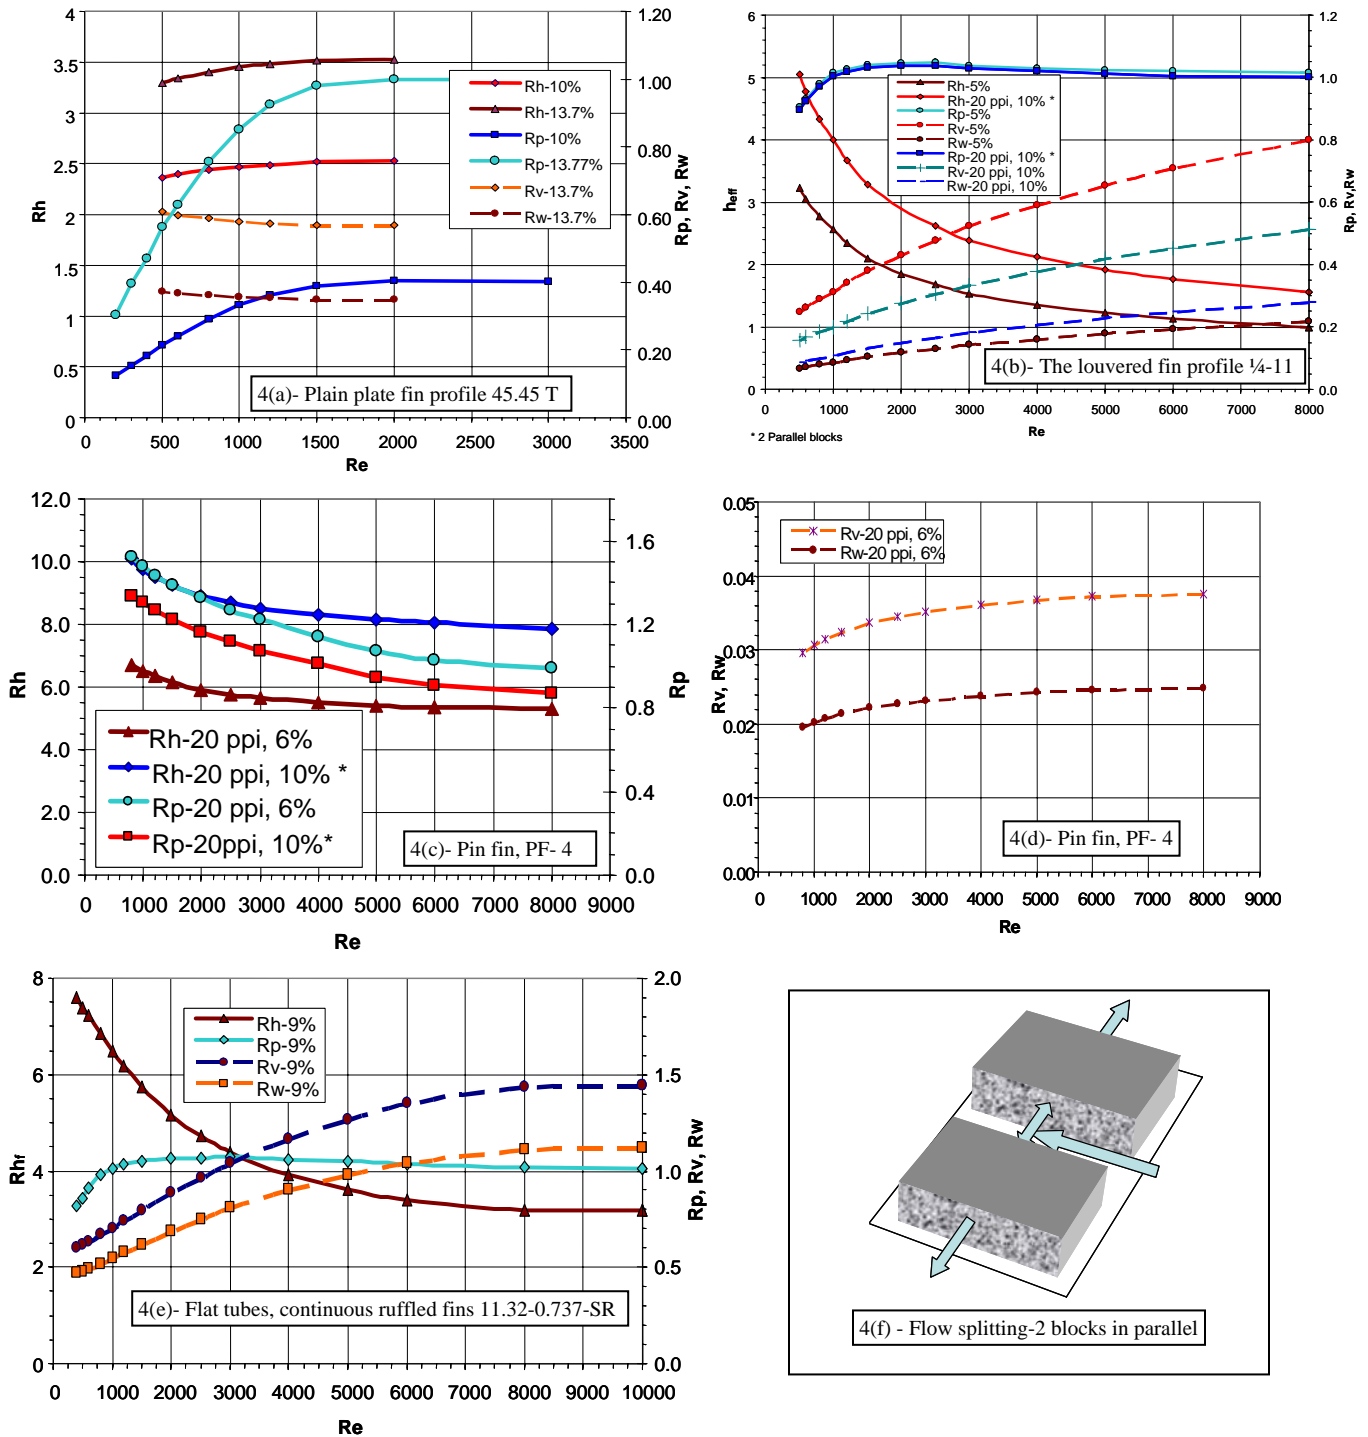 4
3.5
3
2.5
2
1.5
1
0.5
0
Rh
1.20
1.00
0.80
0.60
0.40
0.20
0.00
Rp, Rv, Rw
Rh-10%
Rh-13.7%
Rp-10%
Rp-13.77%
Rv-13.7%
Rw-13.7%
4(a)- Plain plate fin profile 45.45 T
0 500 1000 1500 2000 2500 3000 3500
Re
6
5
4
3
2
1
0
heff
1.2
1.0
0.8
0.6
0.4
0.2
0.0
Rp, Rv,Rw
Rh-5%
Rh-20 ppi, 10% *
Rp-5%
Rv-5%
Rw-5%
Rp-20 ppi, 10% *
Rv-20 ppi, 10%
Rw-20 ppi, 10%
4(b)- The louvered fin profile ¼-11
0 1000 2000 3000 4000 5000 6000 7000 8000
* 2 Parallel blocks
Re
12.0
10.0
8.0
6.0
4.0
2.0
0.0
Rh
1.6
1.2
0.8
0.4
0.0
Rp
Rh-20 ppi, 6%
Rh-20 ppi, 10% *
Rp-20 ppi, 6%
Rp-20ppi, 10%*
4(c)- Pin fin, PF- 4
0 1000 2000 3000 4000 5000 6000 7000 8000 9000
Re
0.05
0.04
0.03
0.02
0.01
0.00
Rv, Rw
Rv-20 ppi, 6%
Rw-20 ppi, 6%
4(d)- Pin fin, PF- 4
0 1000 2000 3000 4000 5000 6000 7000 8000 9000
Re
8
6
4
2
0
Rhf
2.0
1.5
1.0
0.5
0.0
Rp, Rv, Rw
Rh-9%
Rp-9%
Rv-9%
Rw-9%
4(e)- Flat tubes, continuous ruffled fins 11.32-0.737-SR
0 1000 2000 3000 4000 5000 6000 7000 8000 9000 10000
Re
4(f) - Flow splitting-2 blocks in parallel